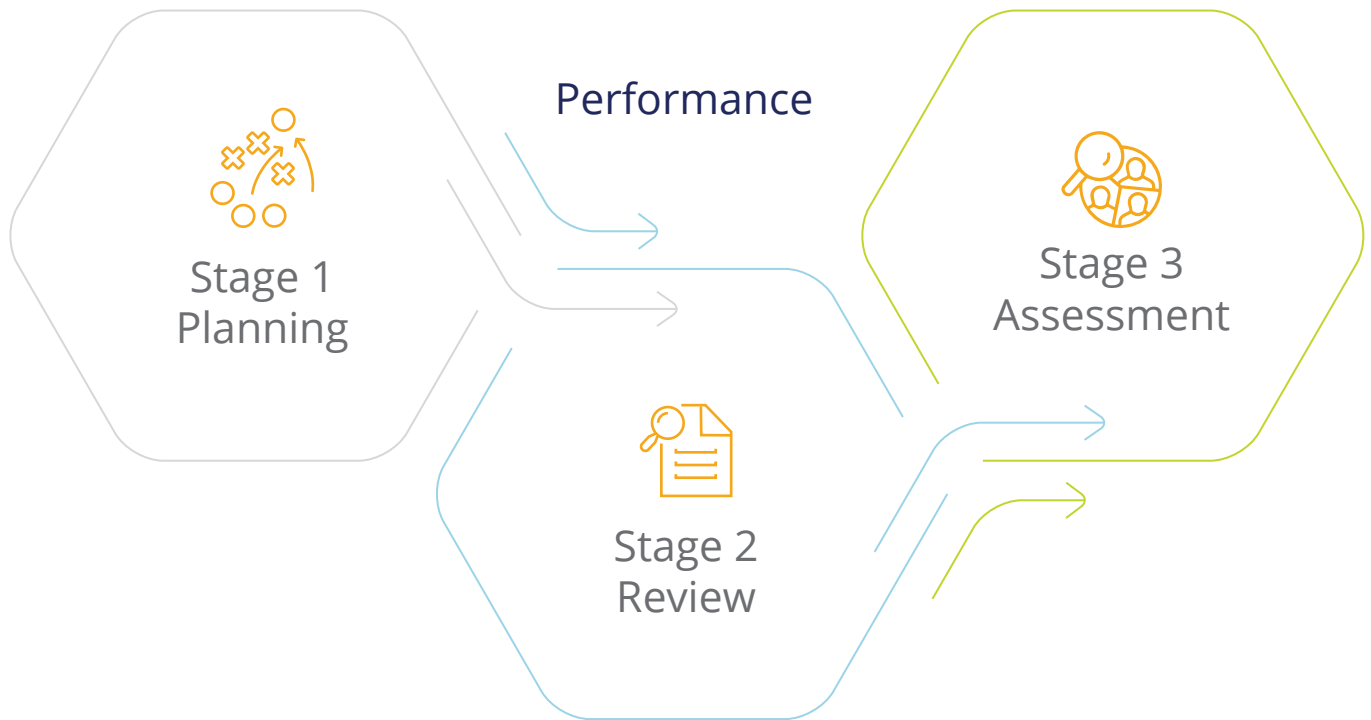 Performance
Stage 1
Planning
Stage 2
Review
Stage 3
Assessment